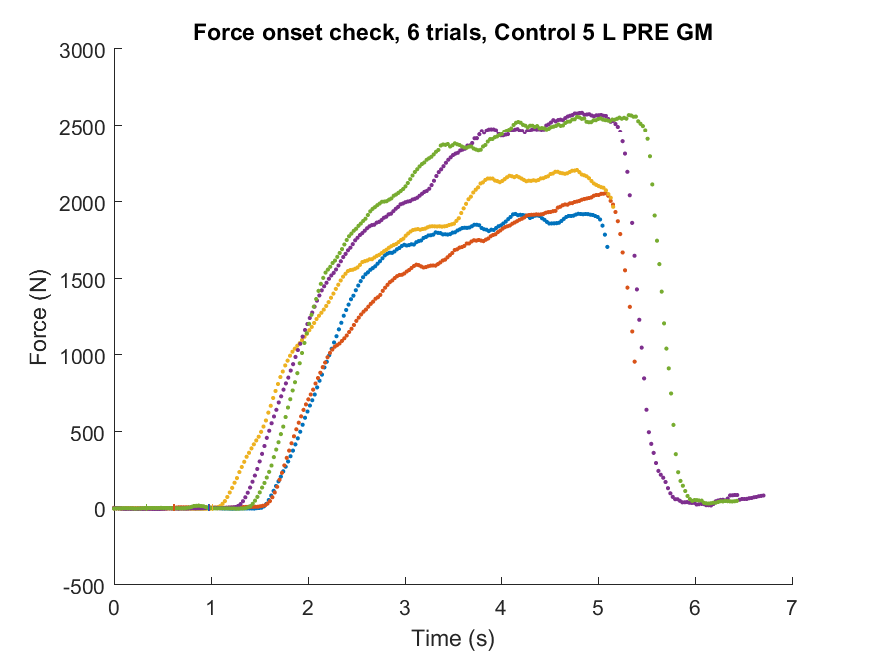 Force onset check, 6 trials, Control 5 L PRE GM
3000
2500
2000
1500
1000
500
0
-500
Force (N)
0 1 2 3 4 5 6 7
Time (s)